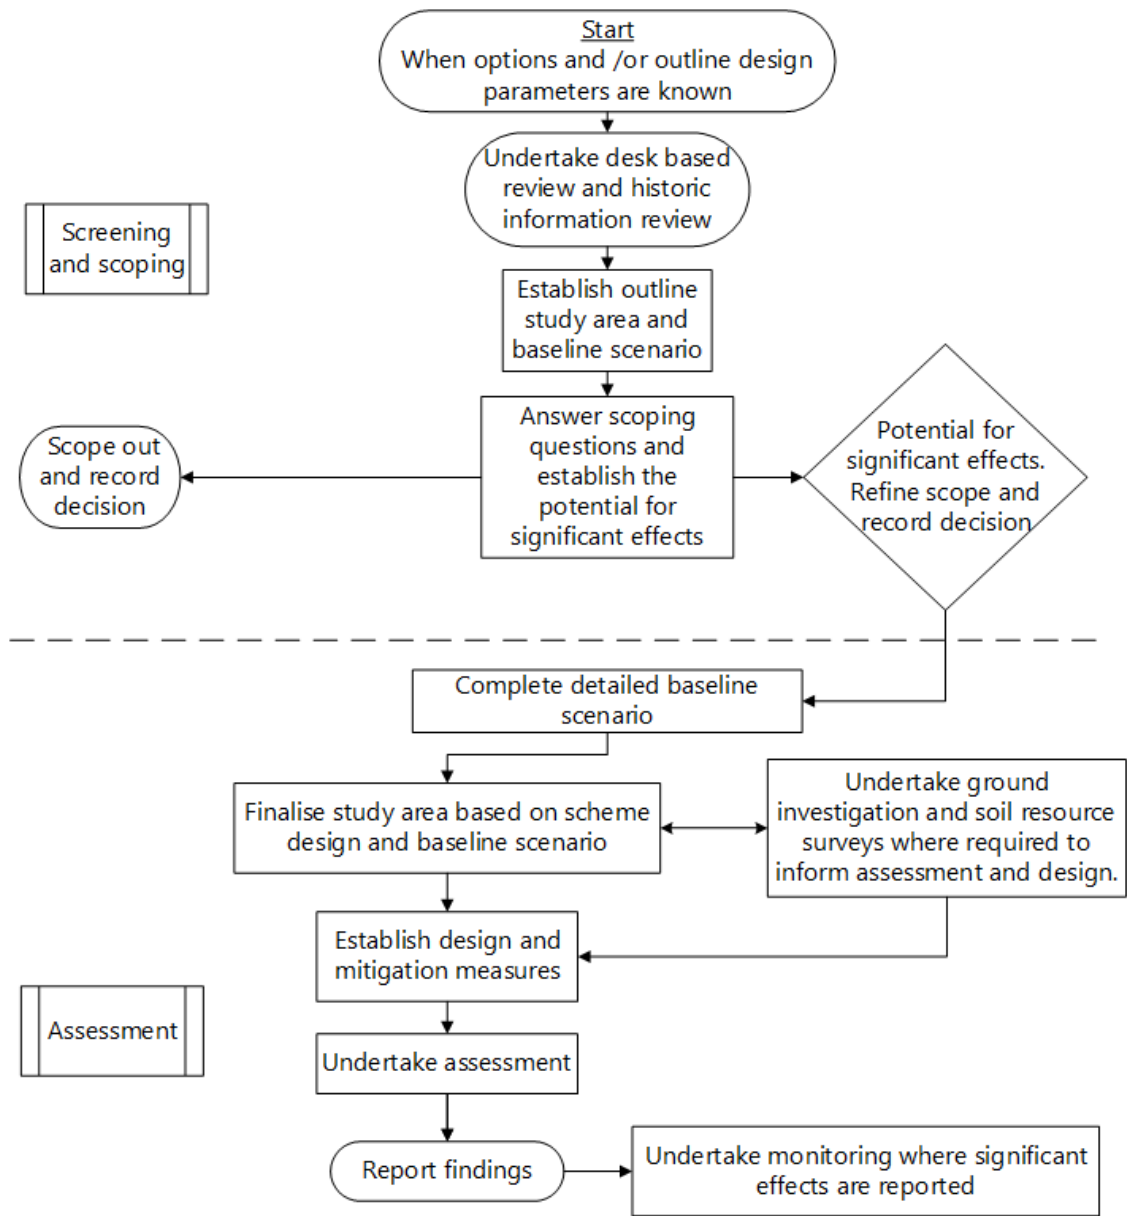 Start
When options and /or outline design
parameters are known
Undertake desk based
review and historic
information review
Screening
and scoping
Establish outline
study area and
baseline scenario
Answer scoping
questions and
establish the
potential for
significant effects
Scope out
and record
decision
Potential for
significant effects.
Refine scope and
record decision
Complete detailed baseline
scenario
Finalise study area based on scheme
design and baseline scenario
Undertake ground
investigation and soil resource
surveys where required to
inform assessment and design.
Establish design and
mitigation measures
Assessment
Undertake assessment
Report findings
Undertake monitoring where significant
effects are reported